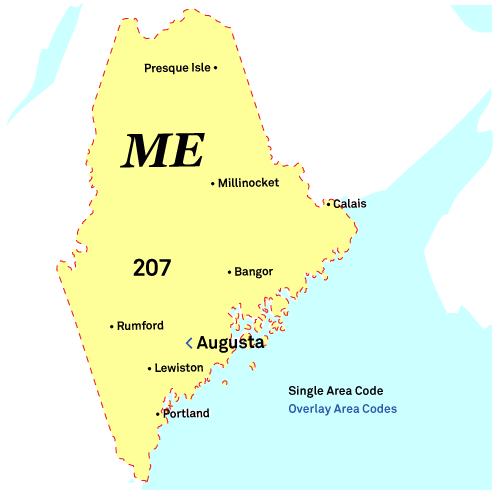 Presque Isle
ME
Millinocket
Calais
207
Bangor
Rumford
Augusta
Lewiston
Single Area Code
Overlay Area Codes
Portland